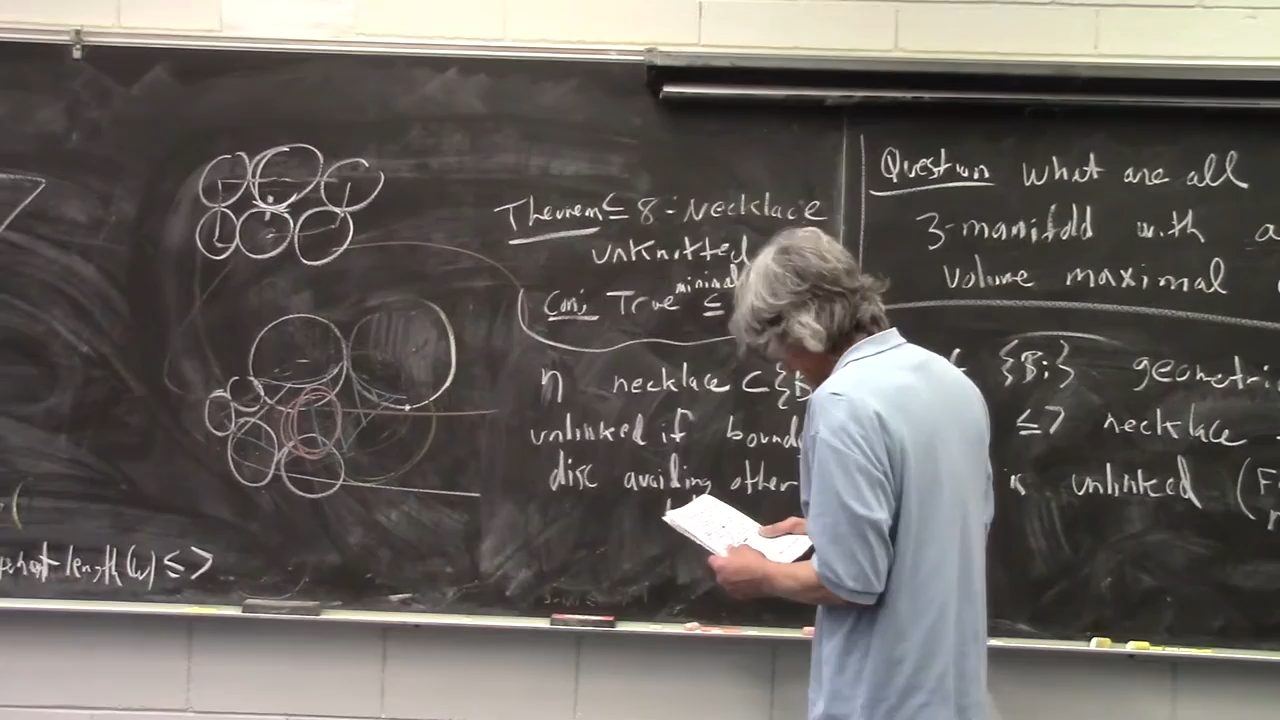 Theorem ≤ 8-Necklace
unknotted
minimal
Conj True ≤
η necklace ⊂ {B
unlinked if bound
disc avoiding other
length(w) ≤ 7
Question What are all
3-manifold with a
Volume maximal
{Bi} geometri
≤7 necklace
is unlinked (F